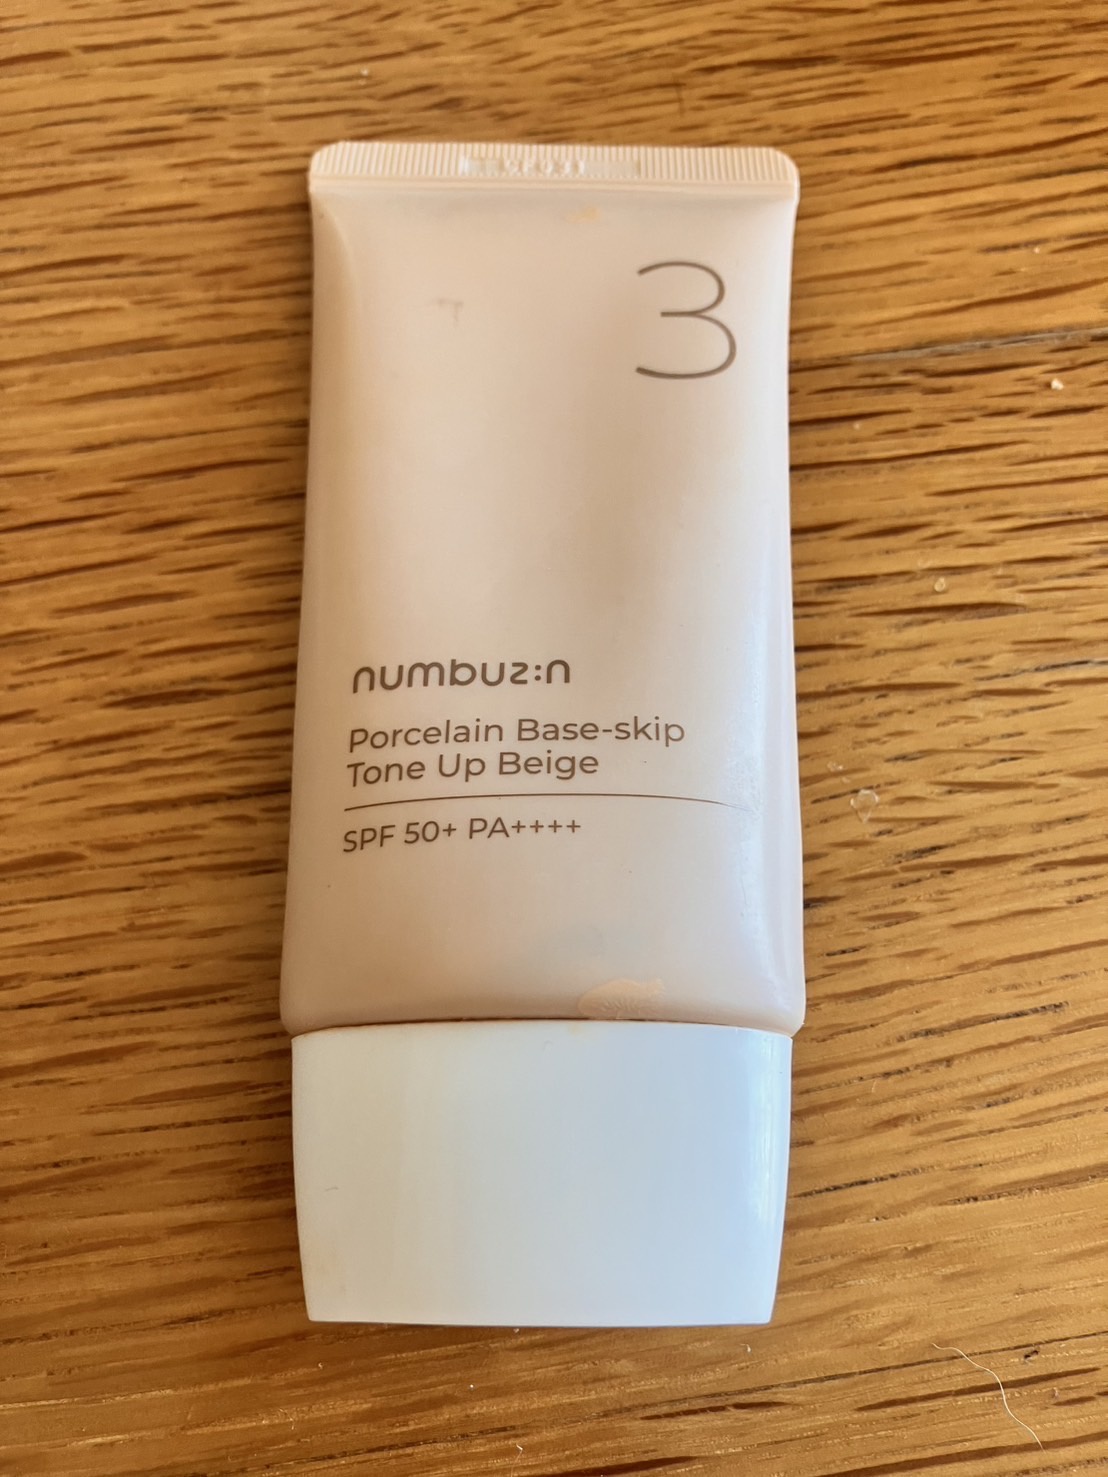 3
numbuz:n
Porcelain Base-skip
Tone Up Beige
SPF 50+ PA++++